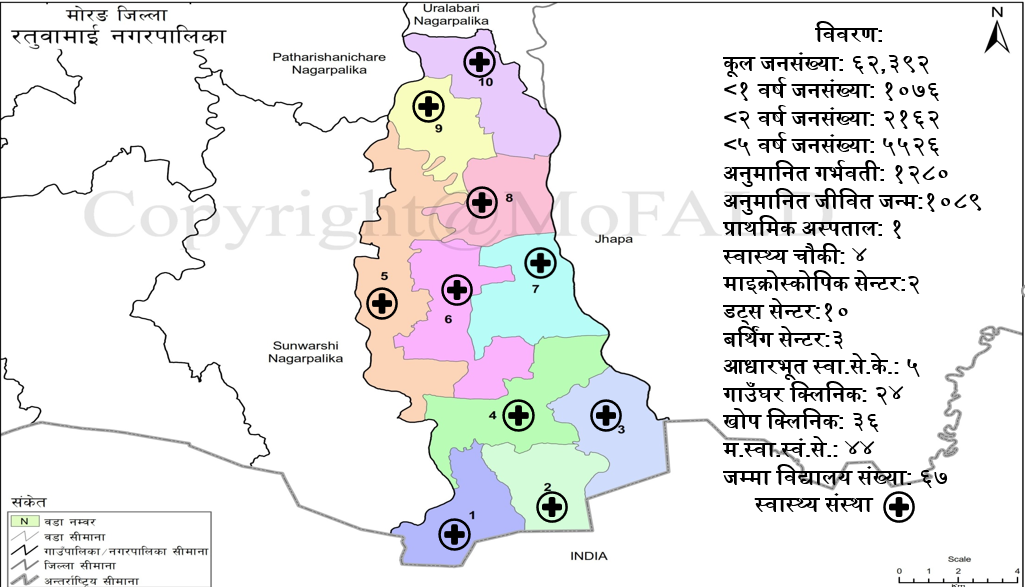 मोरङ जिल्ला
रतुवामाई नगरपालिका
Uralabari
Nagarpalika
Patharishanichare
Nagarpalika
N
10
9
8
Jhapa
7
5
6
Sunwarshi
Nagarpalika
4
3
2
1
INDIA
Copyright@MoFALD
विवरण:
कूल जनसंख्या: ६२,३९२
<१ वर्ष जनसंख्या: १०७६
<२ वर्ष जनसंख्या: २१६२
<५ वर्ष जनसंख्या: ५५२६
अनुमानित गर्भवती: १२८०
अनुमानित जीवित जन्म:१०८९
प्राथमिक अस्पताल: १
स्वास्थ्य चौकी: ४
माइक्रोस्कोपिक सेन्टर:२
डट्स सेन्टर:१०
बर्थिंग सेन्टर:३
आधारभूत स्वा.से.के.: ५
गाउँघर क्लिनिक: २४
खोप क्लिनिक: ३६
म.स्वा.स्वं.से.: ४४
जम्मा विद्यालय संख्या: ६७
स्वास्थ्य संस्था
संकेत
N वडा नम्वर
वडा सीमाना
गाउँपालिका/नगरपालिका सीमाना
जिल्ला सीमाना
अन्तर्राष्ट्रिय सीमाना
Scale
0 1 2 4
Km